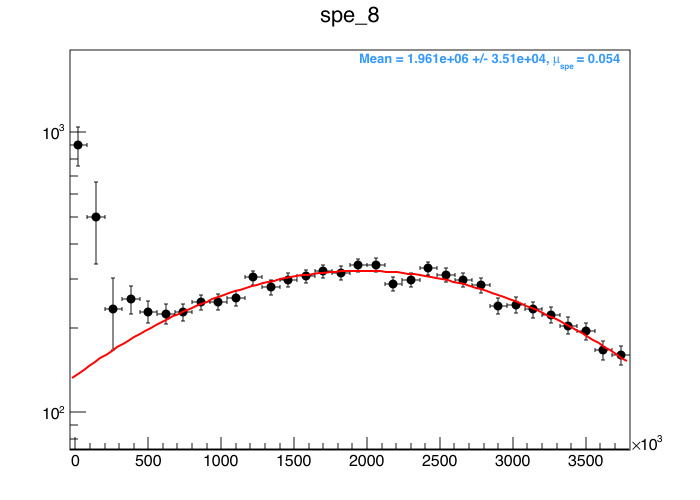 spe_8
Mean = 1.961e+06 +/- 3.51e+04, μspe = 0.054
10³
10²
0 500 1000 1500 2000 2500 3000 3500 ×10³